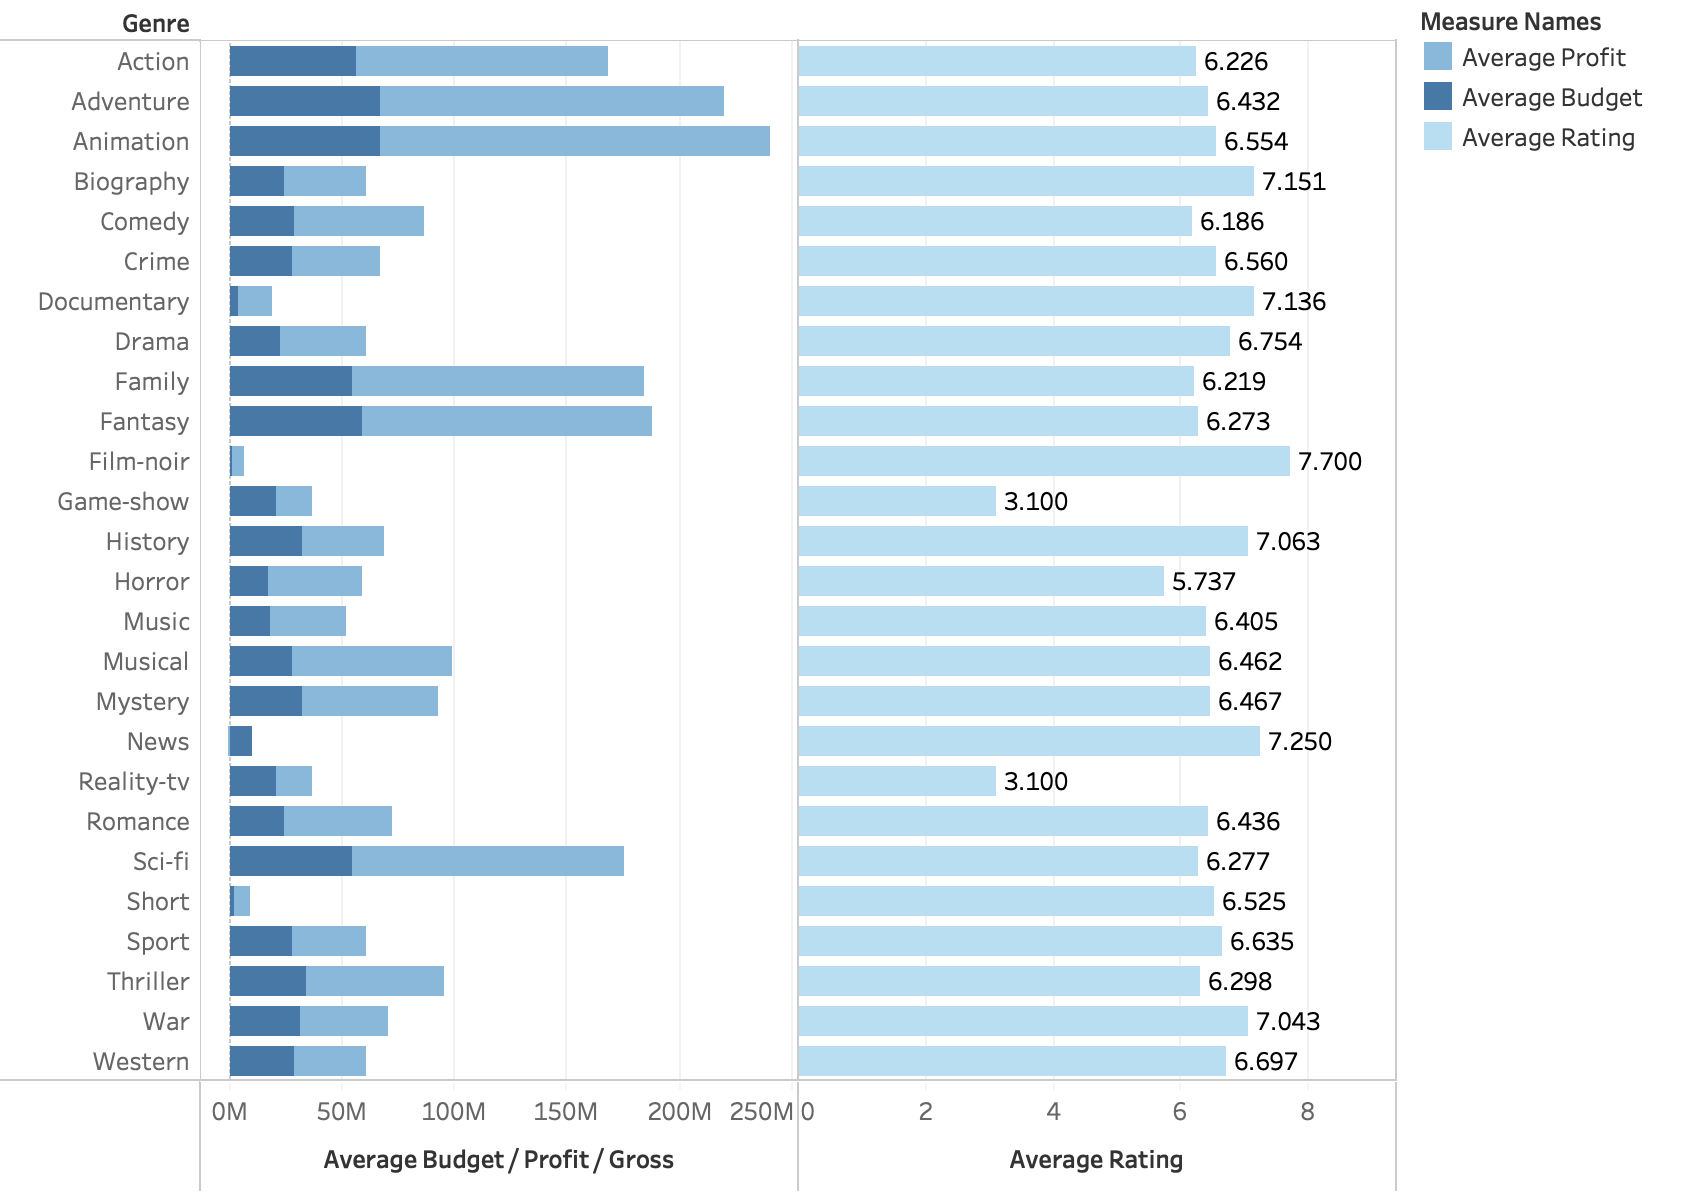 Genre
Measure Names
Average Profit
Average Budget
Average Rating
Action 6.226
Adventure 6.432
Animation 6.554
Biography 7.151
Comedy 6.186
Crime 6.560
Documentary 7.136
Drama 6.754
Family 6.219
Fantasy 6.273
Film-noir 7.700
Game-show 3.100
History 7.063
Horror 5.737
Music 6.405
Musical 6.462
Mystery 6.467
News 7.250
Reality-tv 3.100
Romance 6.436
Sci-fi 6.277
Short 6.525
Sport 6.635
Thriller 6.298
War 7.043
Western 6.697
0M 50M 100M 150M 200M 250M 0 2 4 6 8
Average Budget / Profit / Gross
Average Rating